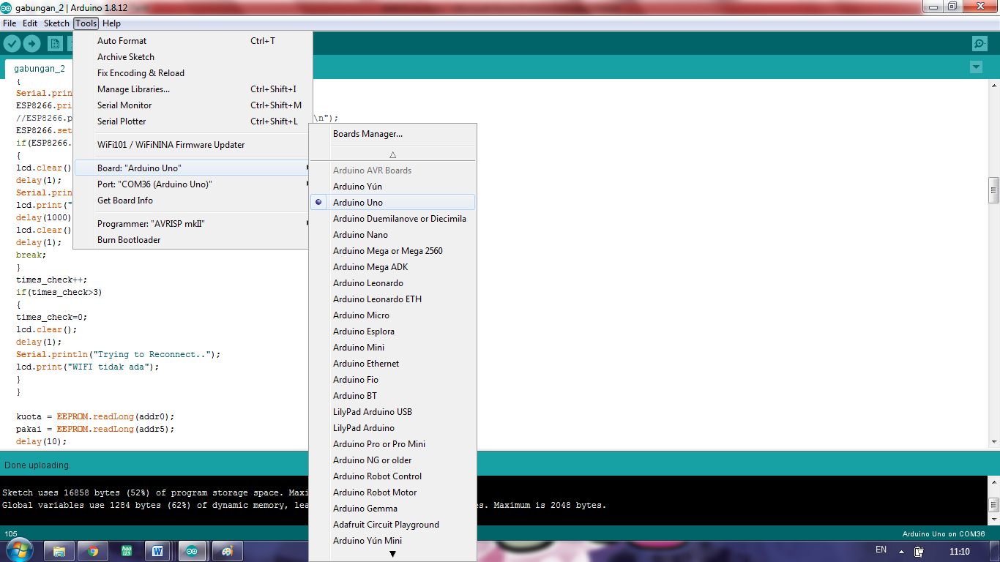 gabungan_2 | Arduino 1.8.12
File Edit Sketch Tools Help
gabungan_2
Auto Format Ctrl+T
Archive Sketch
Fix Encoding & Reload
Manage Libraries... Ctrl+Shift+I
Serial Monitor Ctrl+Shift+M
Serial Plotter Ctrl+Shift+L
WiFi101 / WiFiNINA Firmware Updater
Board: "Arduino Uno"
Port: "COM36 (Arduino Uno)"
Get Board Info
Programmer: "AVRISP mkII"
Burn Bootloader
Boards Manager...
Arduino AVR Boards
Arduino Yún
Arduino Uno
Arduino Duemilanove or Diecimila
Arduino Nano
Arduino Mega or Mega 2560
Arduino Mega ADK
Arduino Leonardo
Arduino Leonardo ETH
Arduino Micro
Arduino Esplora
Arduino Mini
Arduino Ethernet
Arduino Fio
Arduino BT
LilyPad Arduino USB
LilyPad Arduino
Arduino Pro or Pro Mini
Arduino NG or older
Arduino Robot Control
Arduino Robot Motor
Arduino Gemma
Adafruit Circuit Playground
Arduino Yún Mini
{
Serial.prin
ESP8266.pri
//ESP8266.p \n");
ESP8266.set
if(ESP8266.
{
lcd.clear()
delay(1);
Serial.prin
lcd.print("
delay(1000)
lcd.clear()
delay(1);
break;
}
times_check++;
if(times_check>3)
{
times_check=0;
lcd.clear();
delay(1);
Serial.println("Trying to Reconnect..");
lcd.print("WIFI tidak ada");
}
}
kuota = EEPROM.readLong(addr0);
pakai = EEPROM.readLong(addr5);
delay(10);
Done uploading.
Sketch uses 16858 bytes (52%) of program storage space. Maxi
Global variables use 1284 bytes (62%) of dynamic memory, lea es. Maximum is 2048 bytes.
105 Arduino Uno on COM36
hao
123
EN 11:10